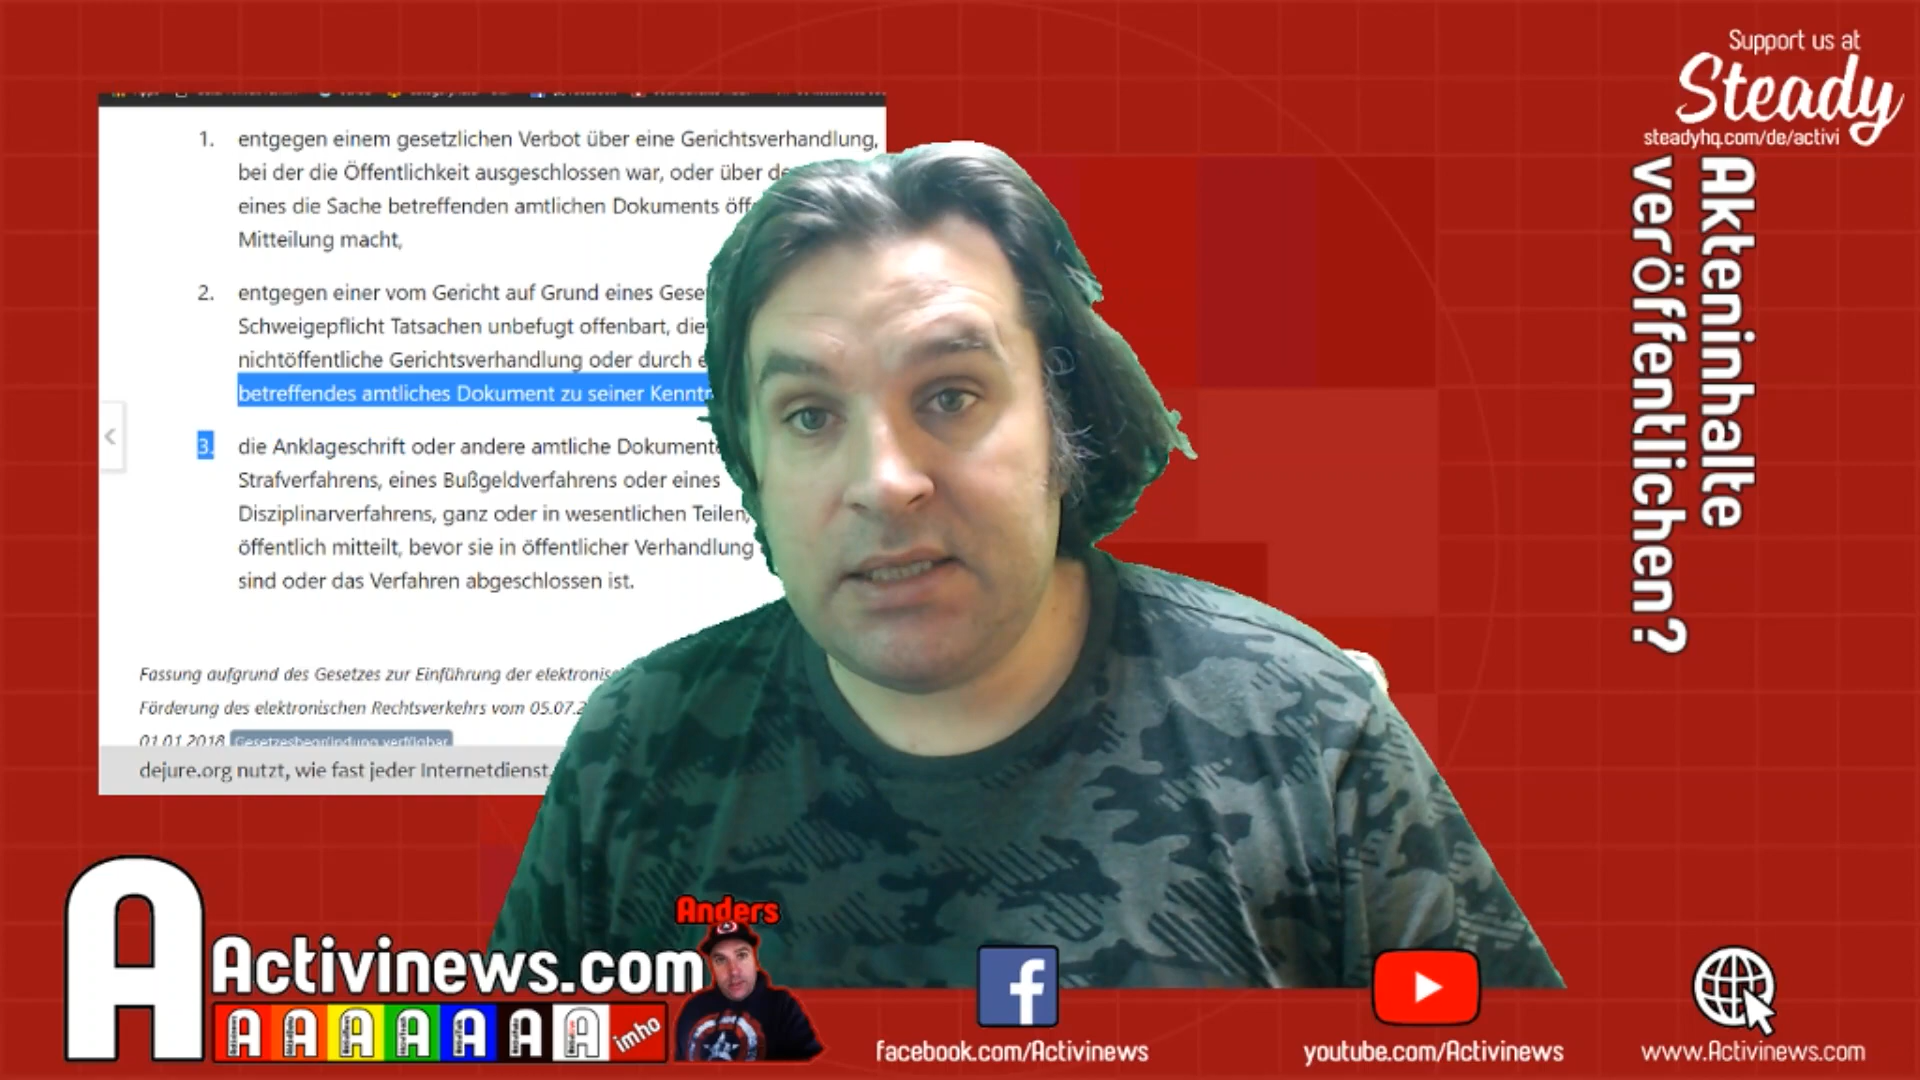 Support us at
Steady
steadyhq.com/de/activi
Akteninhalte
veröffentlichen?
1. entgegen einem gesetzlichen Verbot über eine Gerichtsverhandlung,
bei der die Öffentlichkeit ausgeschlossen war, oder über
eines die Sache betreffenden amtlichen Dokuments
Mitteilung macht,
2. entgegen einer vom Gericht auf Grund eines
Schweigepflicht Tatsachen unbefugt offenbart, die
nichtöffentliche Gerichtsverhandlung oder durch
betreffendes amtliches Dokument zu seiner
3. die Anklageschrift oder andere amtliche
Strafverfahrens, eines Bußgeldverfahrens oder eines
Disziplinarverfahrens, ganz oder in wesentlichen Teilen,
öffentlich mitteilt, bevor sie in öffentlicher Verhandlung
sind oder das Verfahren abgeschlossen ist.
Fassung aufgrund des Gesetzes zur Einführung der
Förderung des elektronischen Rechtsverkehrs vom
01.01.2018 Gesetzesbegründung verfügbar
dejure.org nutzt, wie fast jeder Internetdienst,
Anders
A Activinews.com
A A A A A A A imho
facebook.com/Activinews
youtube.com/Activinews
www.Activinews.com